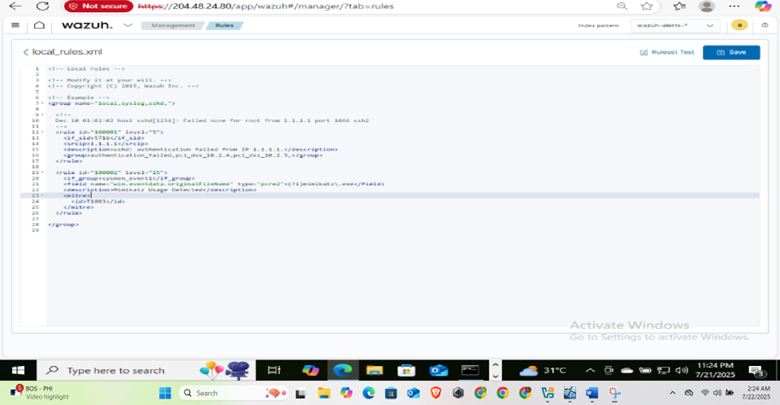 Not secure https://204.48.24.80/app/wazuh#/manager/?tab=rules
wazuh. Management Rules Index pattern wazuh-alerts-*
local_rules.xml Ruleset Test Save
1 <!-- Local rules -->
2
3 <!-- Modify it at your will. -->
4 <!-- Copyright (C) 2015, Wazuh Inc. -->
5
6 <!-- Example -->
7 <group name="local,syslog,sshd,">
8
9 <!--
10 Dec 10 01:02:02 host sshd[1234]: Failed none for root from 1.1.1.1 port 1066 ssh2
11 -->
12 <rule id="100001" level="5">
13 <if_sid>5716</if_sid>
14 <srcip>1.1.1.1</srcip>
15 <description>sshd: authentication failed from IP 1.1.1.1.</description>
16 <group>authentication_failed,pci_dss_10.2.4,pci_dss_10.2.5,</group>
17 </rule>
18
19 <rule id="100002" level="15">
20 <if_group>sysmon_event1</if_group>
21 <field name="win.eventdata.originalFileName" type="pcre2">(?i)mimikatz\.exe</field>
22 <description>Mimikatz Usage Detected</description>
23 <mitre>
24 <id>T1003</id>
25 </mitre>
26 </rule>
27
28 </group>
29
Activate Windows
Go to Settings to activate Windows.
Type here to search 31°C 11:24 PM
7/21/2025
BOS - PHI
Video highlight
Search
2:24 AM
7/22/2025